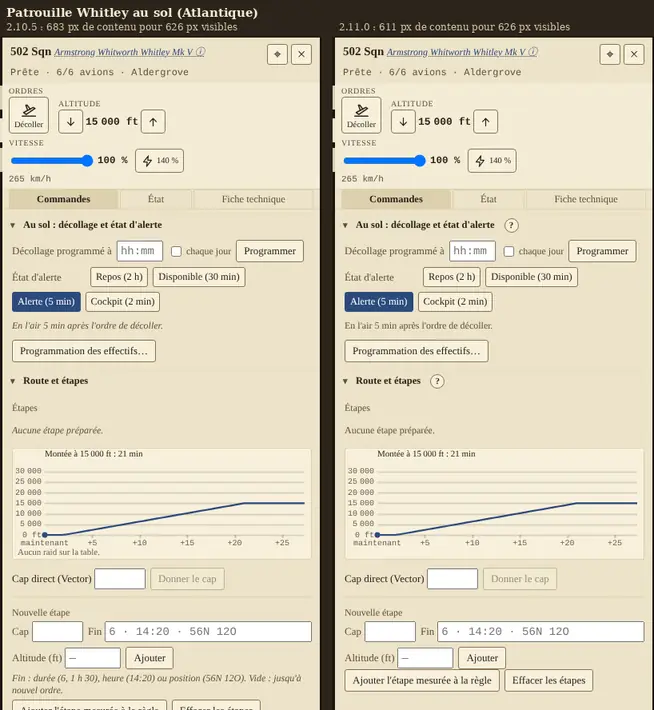 Patrouille Whitley au sol (Atlantique)
2.10.5 : 683 px de contenu pour 626 px visibles
502 Sqn Armstrong Whitworth Whitley Mk V ⓘ
⌖ ×
Prête · 6/6 avions · Aldergrove
ORDRES
ALTITUDE
Décoller
↓ 15 000 ft ↑
VITESSE
100 % 140 %
265 km/h
Commandes État Fiche technique
▼ Au sol : décollage et état d'alerte
Décollage programmé à hh:mm chaque jour Programmer
État d'alerte Repos (2 h) Disponible (30 min)
Alerte (5 min) Cockpit (2 min)
En l'air 5 min après l'ordre de décoller.
Programmation des effectifs…
▼ Route et étapes
Étapes
Aucune étape préparée.
Montée à 15 000 ft : 21 min
30 000
25 000
20 000
15 000
10 000
5 000
0 ft
maintenant +5 +10 +15 +20 +25
Aucun raid sur la table.
Cap direct (Vector) Donner le cap
Nouvelle étape
Cap Fin 6 · 14:20 · 56N 12O
Altitude (ft) — Ajouter
Fin : durée (6, 1 h 30), heure (14:20) ou position (56N 12O). Vide : jusqu'à
nouvel ordre.
Ajouter l'étape mesurée à la règle Effacer les étapes
2.11.0 : 611 px de contenu pour 626 px visibles
502 Sqn Armstrong Whitworth Whitley Mk V ⓘ
⌖ ×
Prête · 6/6 avions · Aldergrove
ORDRES
ALTITUDE
Décoller
↓ 15 000 ft ↑
VITESSE
100 % 140 %
265 km/h
Commandes État Fiche technique
▼ Au sol : décollage et état d'alerte ?
Décollage programmé à hh:mm chaque jour Programmer
État d'alerte Repos (2 h) Disponible (30 min)
Alerte (5 min) Cockpit (2 min)
En l'air 5 min après l'ordre de décoller.
Programmation des effectifs…
▼ Route et étapes ?
Étapes
Aucune étape préparée.
Montée à 15 000 ft : 21 min
30 000
25 000
20 000
15 000
10 000
5 000
0 ft
maintenant +5 +10 +15 +20 +25
Cap direct (Vector) Donner le cap
Nouvelle étape
Cap Fin 6 · 14:20 · 56N 12O
Altitude (ft) — Ajouter
Ajouter l'étape mesurée à la règle Effacer les étapes